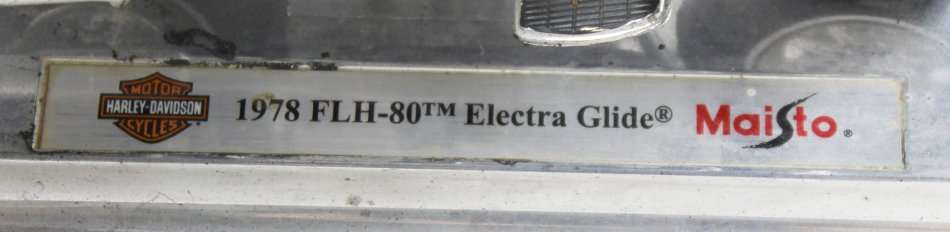 MOTOR
HARLEY-DAVIDSON
CYCLES
1978 FLH-80™ Electra Glide®
Maisto®